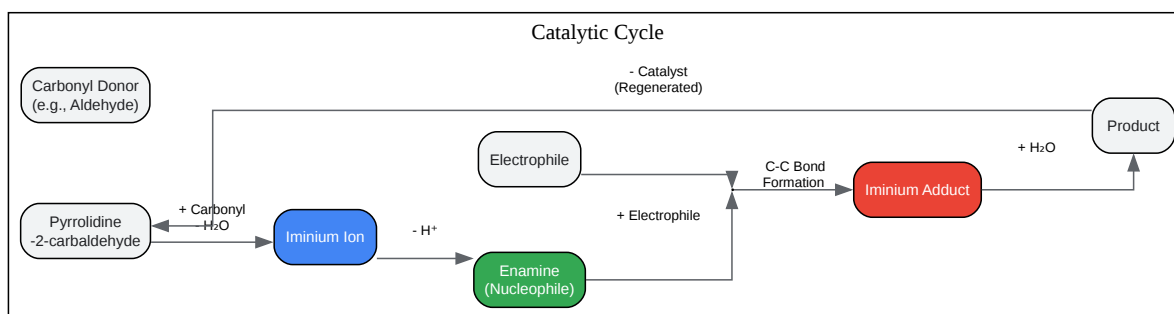 Catalytic Cycle
Carbonyl Donor
(e.g., Aldehyde)
- Catalyst
(Regenerated)
Product
Electrophile
+ H₂O
C-C Bond
Formation
Iminium Adduct
Pyrrolidine
-2-carbaldehyde
+ Carbonyl
- H₂O
Iminium Ion
- H⁺
+ Electrophile
Enamine
(Nucleophile)